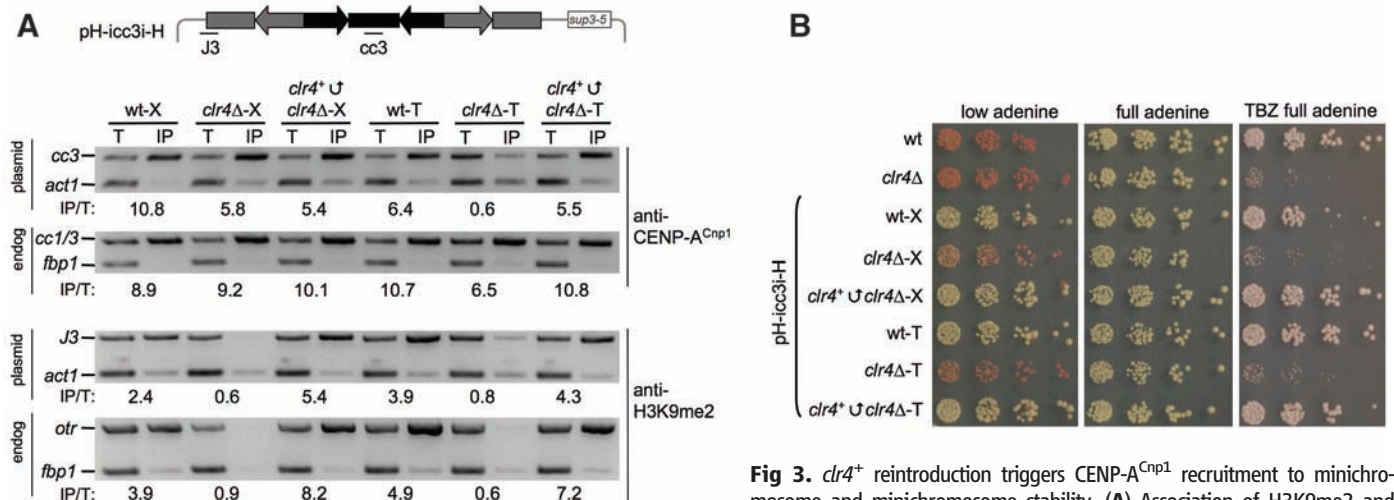 A
pH-icc3i-H
sup3-5
J3
cc3
clr4+ ↺ clr4+ ↺
wt-X clr4Δ-X clr4Δ-X wt-T clr4Δ-T clr4Δ-T
T IP T IP T IP T IP T IP T IP
plasmid
cc3
act1
IP/T: 10.8 5.8 5.4 6.4 0.6 5.5
anti-
CENP-ACnp1
endog
cc1/3
fbp1
IP/T: 8.9 9.2 10.1 10.7 6.5 10.8
plasmid
J3
act1
IP/T: 2.4 0.6 5.4 3.9 0.8 4.3
anti-
H3K9me2
endog
otr
fbp1
IP/T: 3.9 0.9 8.2 4.9 0.6 7.2
B
low adenine full adenine TBZ full adenine
wt
clr4Δ
pH-icc3i-H
wt-X
clr4Δ-X
clr4+ ↺ clr4Δ-X
wt-T
clr4Δ-T
clr4+ ↺ clr4Δ-T
Fig 3. clr4+ reintroduction triggers CENP-ACnp1 recruitment to minichro-
mosome and minichromosome stability. (A) Association of H3K9me2 and